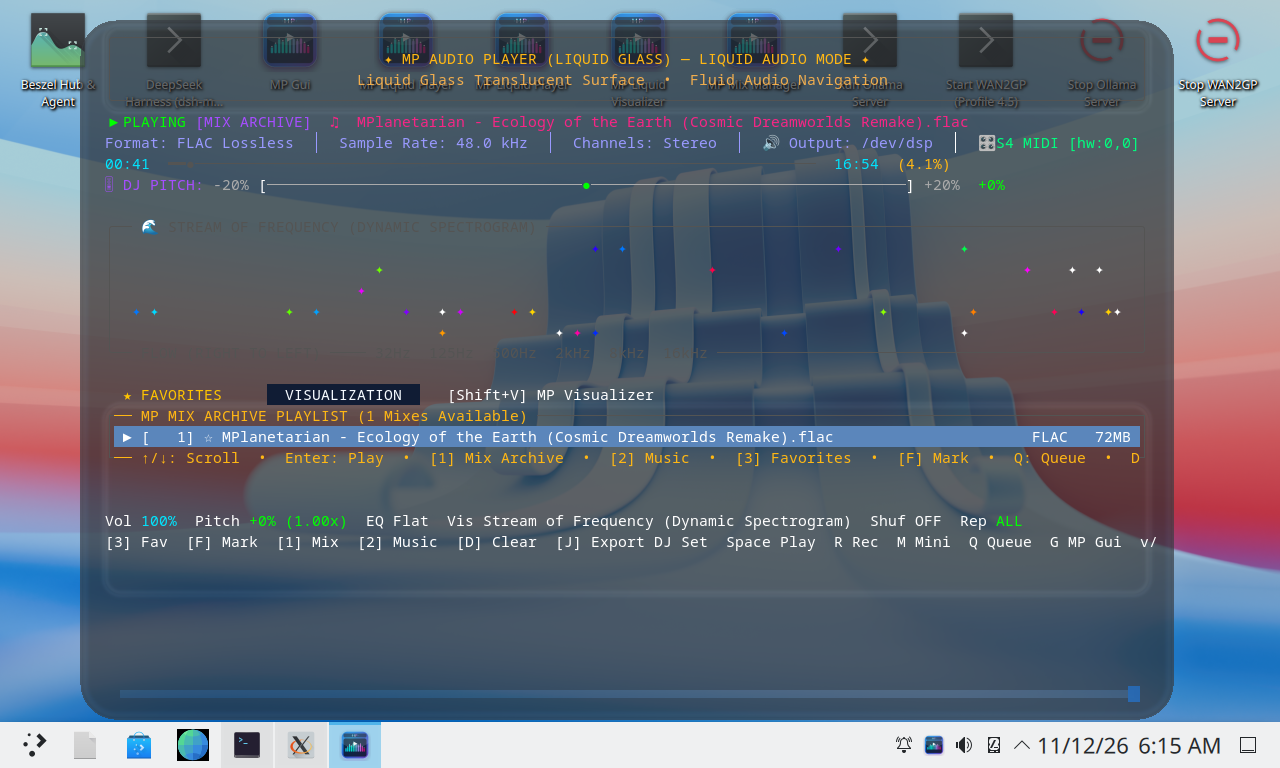 Beszel Hub & Agent
DeepSeek Harness (dsh-m...
MP Gui
MP Liquid Player
MP Liquid Player
MP Liquid Visualizer
MP Mix Manager
Server
Start WAN2GP (Profile 4.5)
Stop Ollama Server
Stop WAN2GP Server
✦ MP AUDIO PLAYER (LIQUID GLASS) — LIQUID AUDIO MODE ✦
Liquid Glass Translucent Surface • Fluid Audio Navigation
▶ PLAYING [MIX ARCHIVE] ♫ MPlanetarian - Ecology of the Earth (Cosmic Dreamworlds Remake).flac
Format: FLAC Lossless │ Sample Rate: 48.0 kHz │ Channels: Stereo │ 🔊 Output: /dev/dsp │ 🎛S4 MIDI [hw:0,0]
00:41 16:54 (4.1%)
DJ PITCH: -20% [ ] +20% +0%
🌊 STREAM OF FREQUENCY (DYNAMIC SPECTROGRAM)
500Hz 2kHz
★ FAVORITES VISUALIZATION [Shift+V] MP Visualizer
MP MIX ARCHIVE PLAYLIST (1 Mixes Available)
▶ [ 1] ☆ MPlanetarian - Ecology of the Earth (Cosmic Dreamworlds Remake).flac FLAC 72MB
↑/↓: Scroll • Enter: Play • [1] Mix Archive • [2] Music • [3] Favorites • [F] Mark • Q: Queue • D
Vol 100% Pitch +0% (1.00x) EQ Flat Vis Stream of Frequency (Dynamic Spectrogram) Shuf OFF Rep ALL
[3] Fav [F] Mark [1] Mix [2] Music [D] Clear [J] Export DJ Set Space Play R Rec M Mini Q Queue G MP Gui v/
11/12/26 6:15 AM